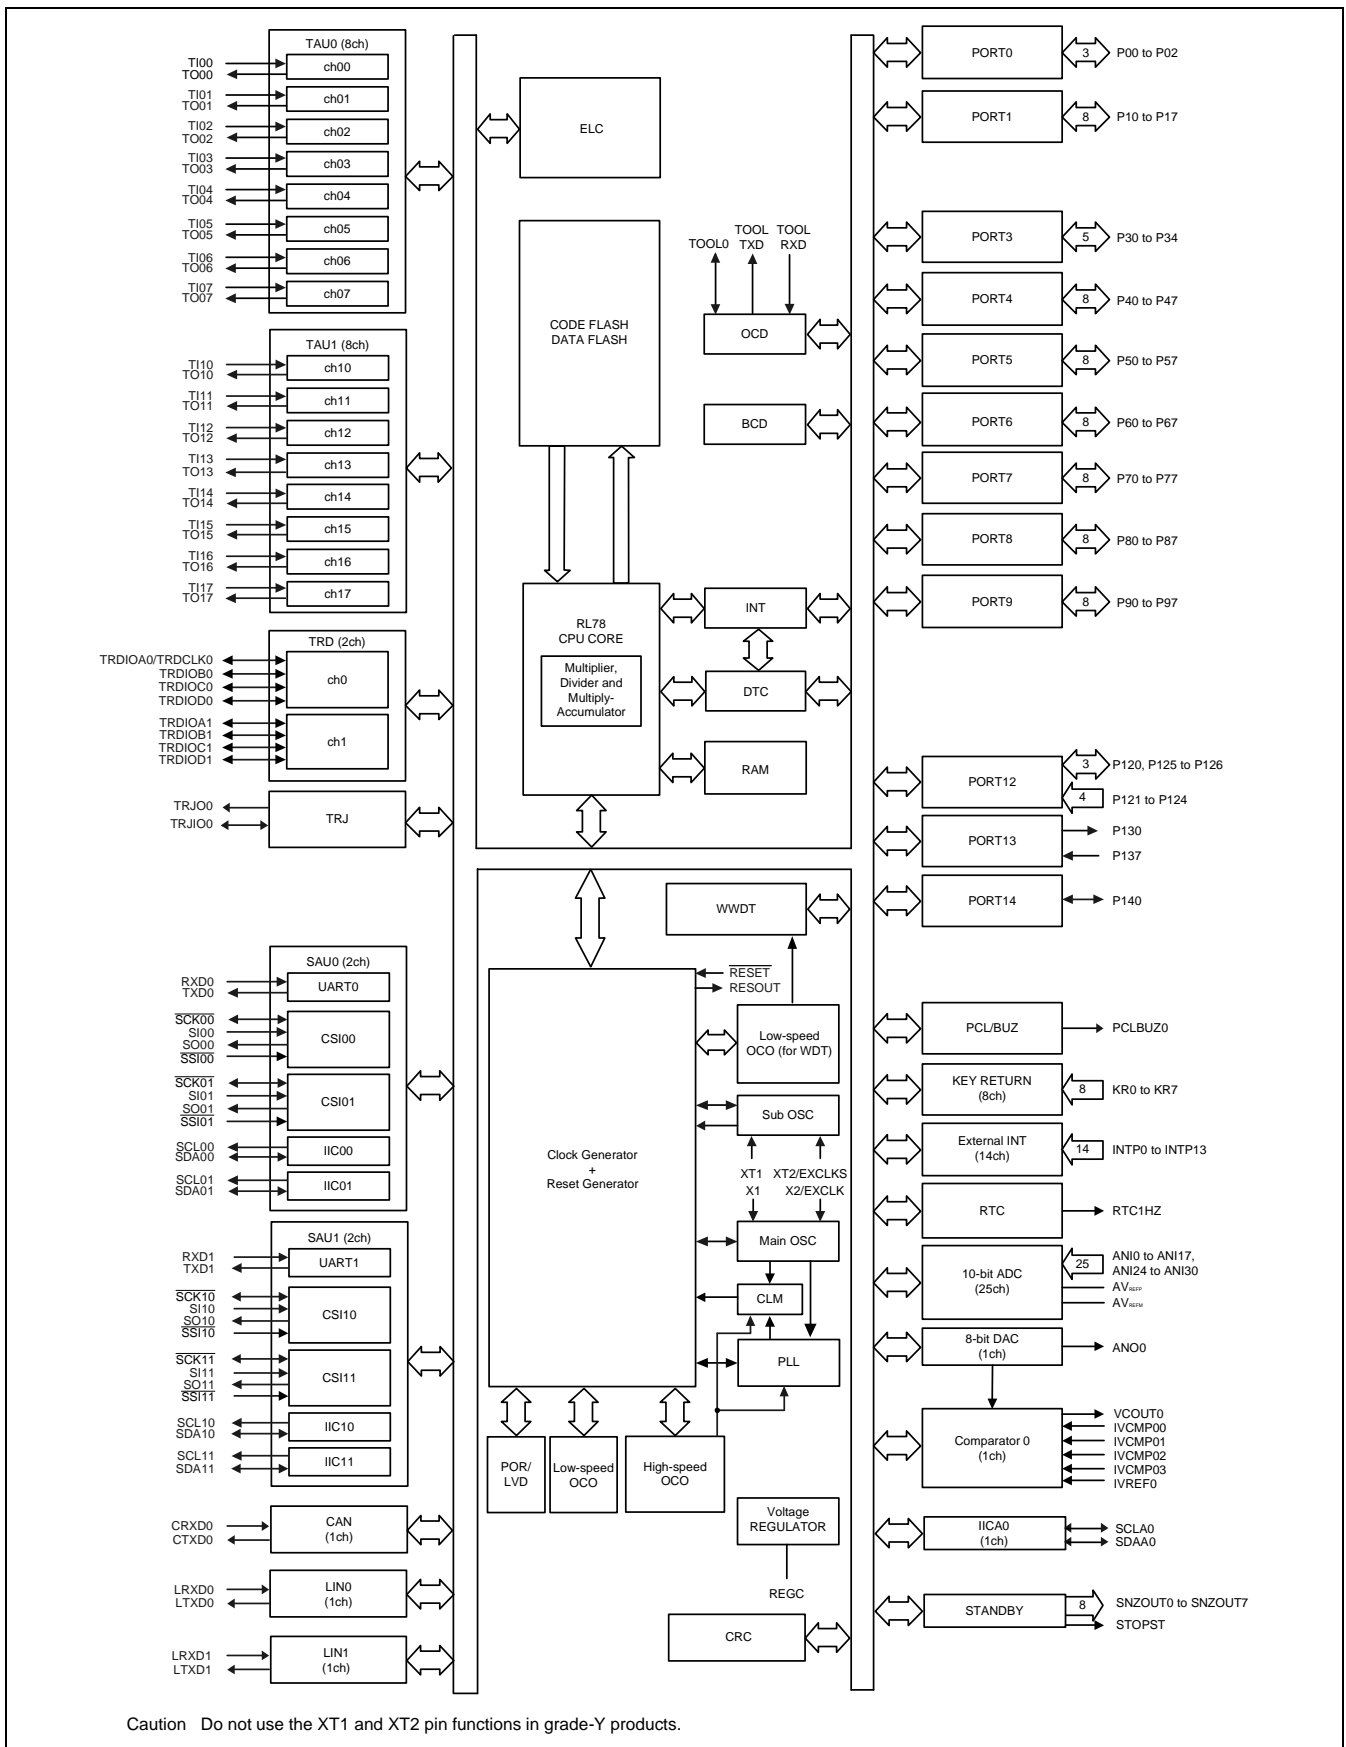 TAU0 (8ch)
TI00
TO00
ch00
TI01
TO01
ch01
TI02
TO02
ch02
TI03
TO03
ch03
TI04
TO04
ch04
TI05
TO05
ch05
TI06
TO06
ch06
TI07
TO07
ch07
TAU1 (8ch)
TI10
TO10
ch10
TI11
TO11
ch11
TI12
TO12
ch12
TI13
TO13
ch13
TI14
TO14
ch14
TI15
TO15
ch15
TI16
TO16
ch16
TI17
TO17
ch17
TRD (2ch)
TRDIOA0/TRDCLK0
TRDIOB0
TRDIOC0
TRDIOD0
ch0
TRDIOA1
TRDIOB1
TRDIOC1
TRDIOD1
ch1
TRJO0
TRJIO0
TRJ
SAU0 (2ch)
RXD0
TXD0
UART0
SCK00
SI00
SO00
SSI00
CSI00
SCK01
SI01
SO01
SSI01
CSI01
SCL00
SDA00
IIC00
SCL01
SDA01
IIC01
SAU1 (2ch)
RXD1
TXD1
UART1
SCK10
SI10
SO10
SSI10
CSI10
SCK11
SI11
SO11
SSI11
CSI11
SCL10
SDA10
IIC10
SCL11
SDA11
IIC11
CRXD0
CTXD0
CAN
(1ch)
LRXD0
LTXD0
LIN0
(1ch)
LRXD1
LTXD1
LIN1
(1ch)
ELC
CODE FLASH
DATA FLASH
TOOL0
TOOL
TXD
TOOL
RXD
OCD
BCD
RL78
CPU CORE
Multiplier,
Divider and
Multiply-
Accumulator
INT
DTC
RAM
WWDT
RESET
RESOUT
Low-speed
OCO (for WDT)
Clock Generator
+
Reset Generator
Sub OSC
XT1 XT2/EXCLKS
X1 X2/EXCLK
Main OSC
CLM
PLL
POR/
LVD
Low-speed
OCO
High-speed
OCO
Voltage
REGULATOR
REGC
CRC
PORT0
3
P00 to P02
PORT1
8
P10 to P17
PORT3
5
P30 to P34
PORT4
8
P40 to P47
PORT5
8
P50 to P57
PORT6
8
P60 to P67
PORT7
8
P70 to P77
PORT8
8
P80 to P87
PORT9
8
P90 to P97
PORT12
3
P120, P125 to P126
4
P121 to P124
PORT13
P130
P137
PORT14
P140
PCL/BUZ
PCLBUZ0
KEY RETURN
(8ch)
8
KR0 to KR7
External INT
(14ch)
14
INTP0 to INTP13
RTC
RTC1HZ
10-bit ADC
(25ch)
25
ANI0 to ANI17,
ANI24 to ANI30
AVREFP
AVREFM
8-bit DAC
(1ch)
ANO0
Comparator 0
(1ch)
VCOUT0
IVCMP00
IVCMP01
IVCMP02
IVCMP03
IVREF0
IICA0
(1ch)
SCLA0
SDAA0
STANDBY
8
SNZOUT0 to SNZOUT7
STOPST
Caution Do not use the XT1 and XT2 pin functions in grade-Y products.